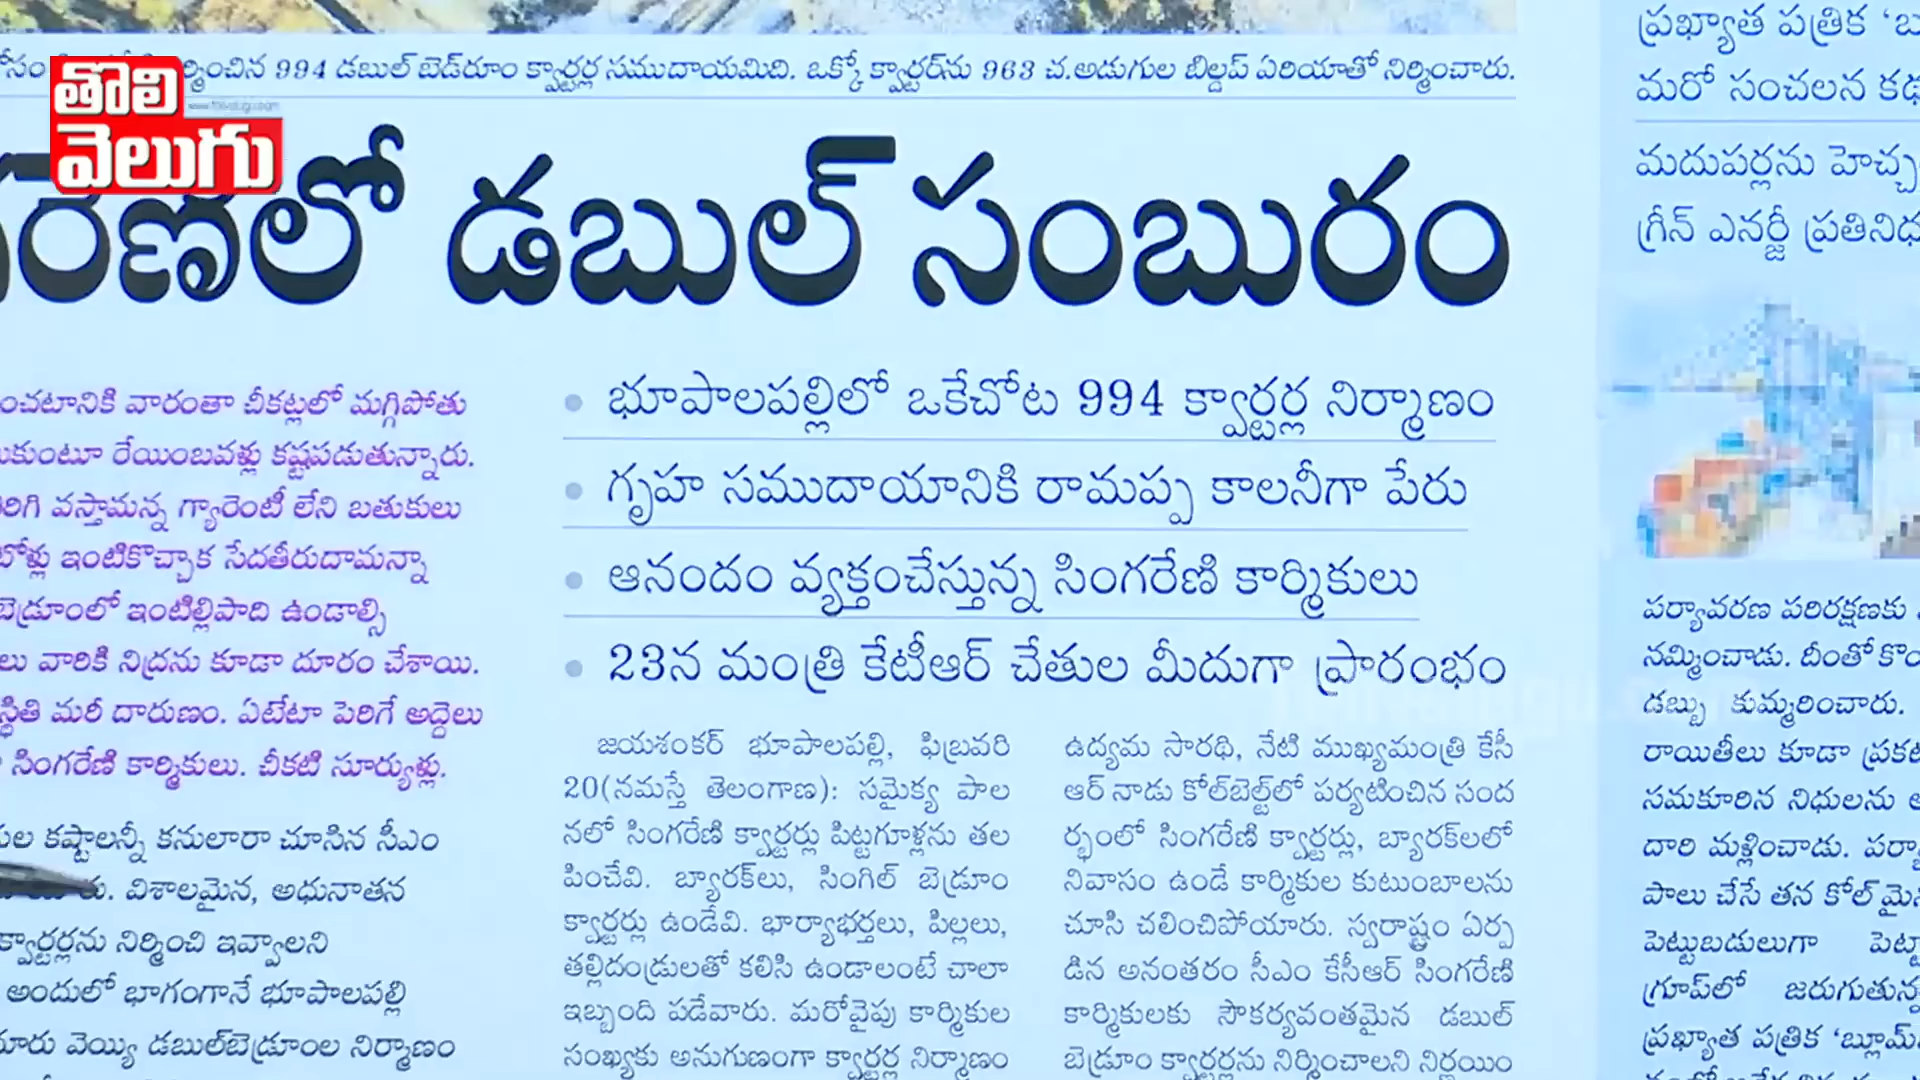 నిర్మించిన 994 డబుల్ బెడ్‌రూం క్వార్టర్ల సముదాయమిది. ఒక్కో క్వార్టర్‌ను 963 చ.అడుగుల బిల్డప్ ఏరియాతో నిర్మించారు.
తొలి
వెలుగు
డబుల్ సంబురం
ంచటానికి వారంతా చీకట్లలో మగ్గిపోతు
కుంటూ రేయింబవళ్లు కష్టపడుతున్నారు.
వస్తామన్న గ్యారెంటీ లేని బతుకులు
ఇంటికొచ్చాక సేదతీరుదామన్నా
బెడ్రూంలో ఇంటిల్లిపాది ఉండాల్సి
లు వారికి నిద్రను కూడా దూరం చేశాయి.
స్థితి మరీ దారుణం. ఏటేటా పెరిగే అద్దెలు
సింగరేణి కార్మికులు. చీకటి సూర్యుళ్లు.
ల కష్టాలన్నీ కనులారా చూసిన సీఎం
రు. విశాలమైన, అధునాతన
క్వార్టర్లను నిర్మించి ఇవ్వాలని
అందులో భాగంగానే భూపాలపల్లి
వెయ్యి డబుల్‌బెడ్రూంల నిర్మాణం
భూపాలపల్లిలో ఒకేచోట 994 క్వార్టర్ల నిర్మాణం
గృహ సముదాయానికి రామప్ప కాలనీగా పేరు
ఆనందం వ్యక్తంచేస్తున్న సింగరేణి కార్మికులు
23న మంత్రి కేటీఆర్ చేతుల మీదుగా ప్రారంభం
జయశంకర్ భూపాలపల్లి, ఫిబ్రవరి
20(నమస్తే తెలంగాణ): సమైక్య పాల
నలో సింగరేణి క్వార్టర్లు పిట్టగూళ్లను తల
పించేవి. బ్యారక్‌లు, సింగిల్ బెడ్రూం
క్వార్టర్లు ఉండేవి. భార్యాభర్తలు, పిల్లలు,
తల్లిదండ్రులతో కలిసి ఉండాలంటే చాలా
ఇబ్బంది పడేవారు. మరోవైపు కార్మికుల
సంఖ్యకు అనుగుణంగా క్వార్టర్ల నిర్మాణం
ఉద్యమ సారథి, నేటి ముఖ్యమంత్రి కేసీ
ఆర్ నాడు కోల్‌బెల్ట్‌లో పర్యటించిన సంద
ర్భంలో సింగరేణి క్వార్టర్లు, బ్యారక్‌లలో
నివాసం ఉండే కార్మికుల కుటుంబాలను
చూసి చలించిపోయారు. స్వరాష్ట్రం ఏర్ప
డిన అనంతరం సీఎం కేసీఆర్ సింగరేణి
కార్మికులకు సౌకర్యవంతమైన డబుల్
బెడ్రూం క్వార్టర్లను నిర్మించాలని నిర్ణయిం
ప్రఖ్యాత పత్రిక ‘బ
మరో సంచలన కథ
మదుపర్లను హెచ్చ
గ్రీన్ ఎనర్జీ ప్రతినిధ
పర్యావరణ పరిరక్షణకు
నమ్మించాడు. దీంతో కొం
డబ్బు కుమ్మరించారు.
రాయితీలు కూడా ప్రకట
సమకూరిన నిధులను అ
దారి మళ్లించాడు. పర్యా
పాలు చేసే తన కోల్ మైన
పెట్టుబడులుగా పెట్టా
గ్రూప్‌లో జరుగుతున్న
ప్రఖ్యాత పత్రిక ‘బ్లూమ్‌